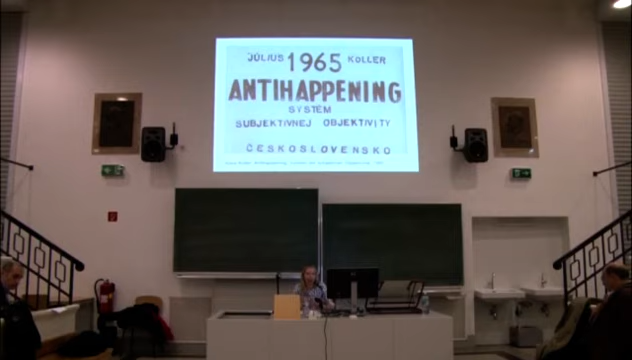 JÚLIUS 1965 KOLLER
ANTIHAPPENING
SYSTÉM
SUBJEKTÍVNEJ OBJEKTIVITY
ČESKOSLOVENSKO